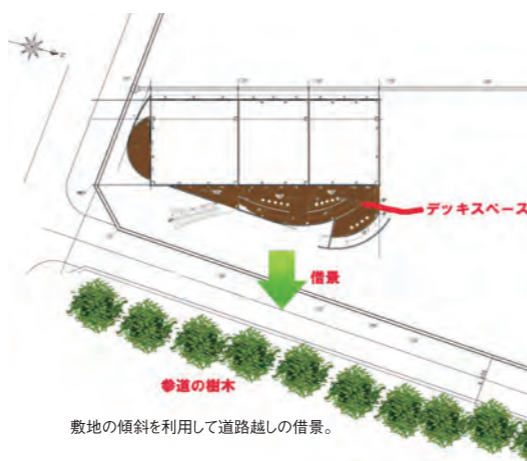 デッキスペース
借景
参道の樹木
敷地の傾斜を利用して道路越しの借景。